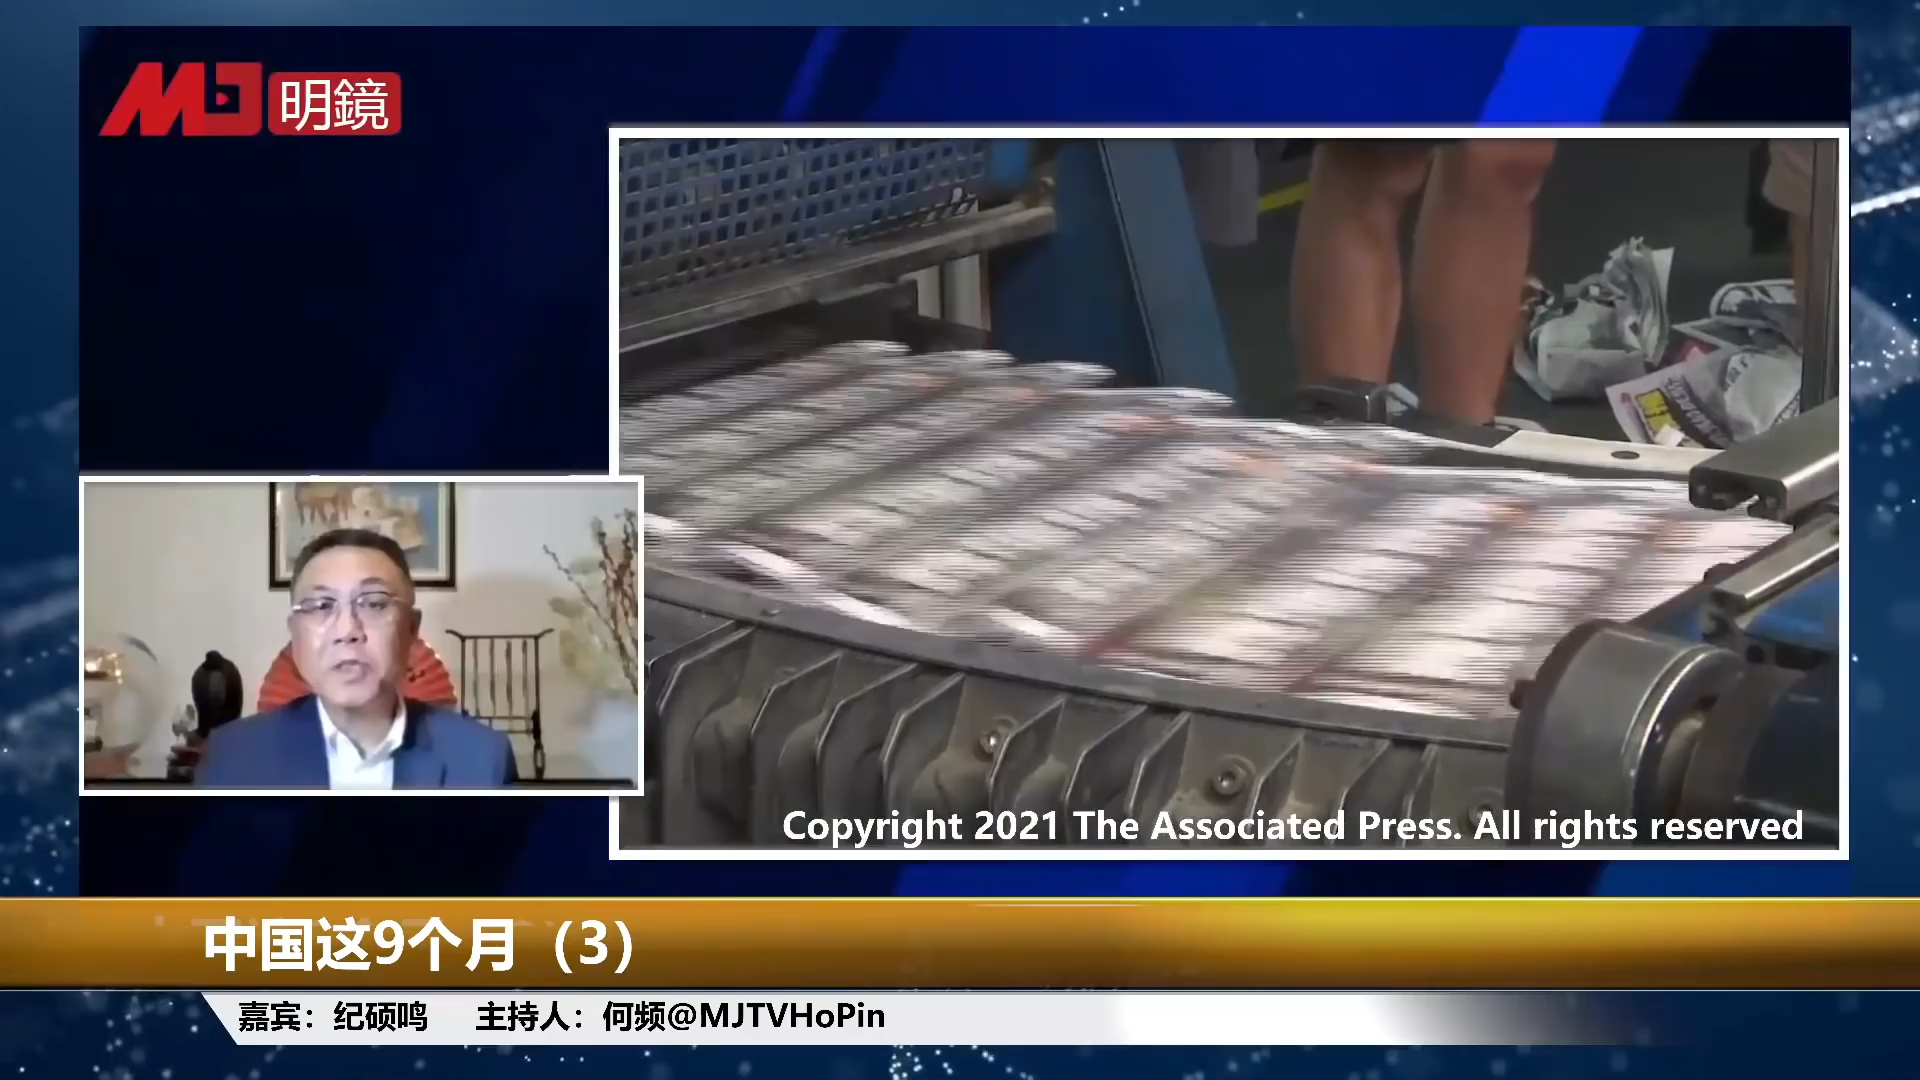 明鏡
Copyright 2021 The Associated Press. All rights reserved
中国这9个月（3）
嘉宾：纪硕鸣 主持人：何频@MJTVHoPin